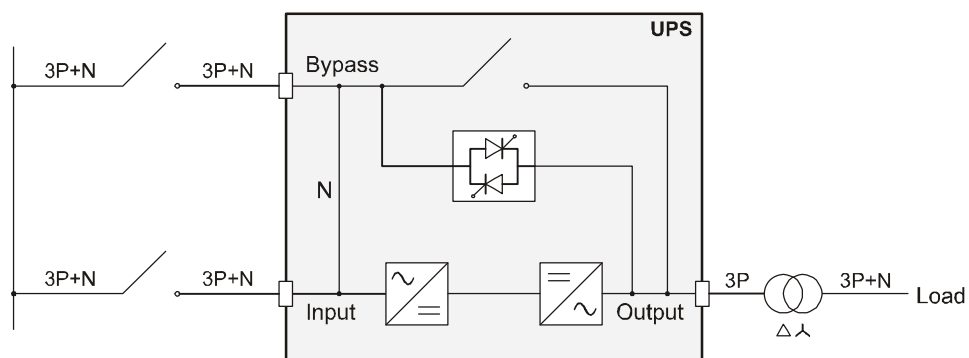 UPS
3P+N
3P+N
Bypass
N
3P+N
3P+N
Input
Output
3P
3P+N
Load